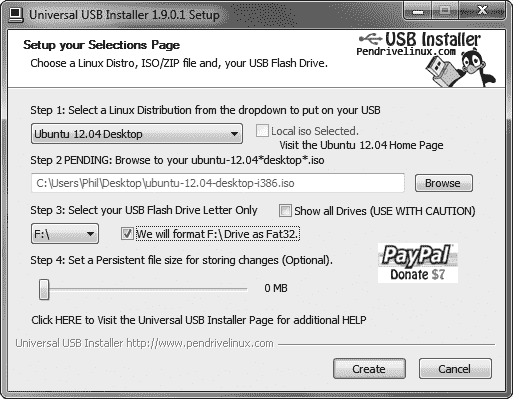 Universal USB Installer 1.9.0.1 Setup
Setup your Selections Page
Choose a Linux Distro, ISO/ZIP file and, your USB Flash Drive.
USB Installer
Pendrivelinux.com
Step 1: Select a Linux Distribution from the dropdown to put on your USB
Ubuntu 12.04 Desktop
Local iso Selected.
Visit the Ubuntu 12.04 Home Page
Step 2 PENDING: Browse to your ubuntu-12.04*desktop*.iso
C:\Users\Phil\Desktop\ubuntu-12.04-desktop-i386.iso
Browse
Step 3: Select your USB Flash Drive Letter Only
Show all Drives (USE WITH CAUTION)
F:\
We will format F:\ Drive as Fat32.
PayPal
Donate $7
Step 4: Set a Persistent file size for storing changes (Optional).
0 MB
Click HERE to Visit the Universal USB Installer Page for additional HELP
Universal USB Installer http://www.pendrivelinux.com
Create
Cancel